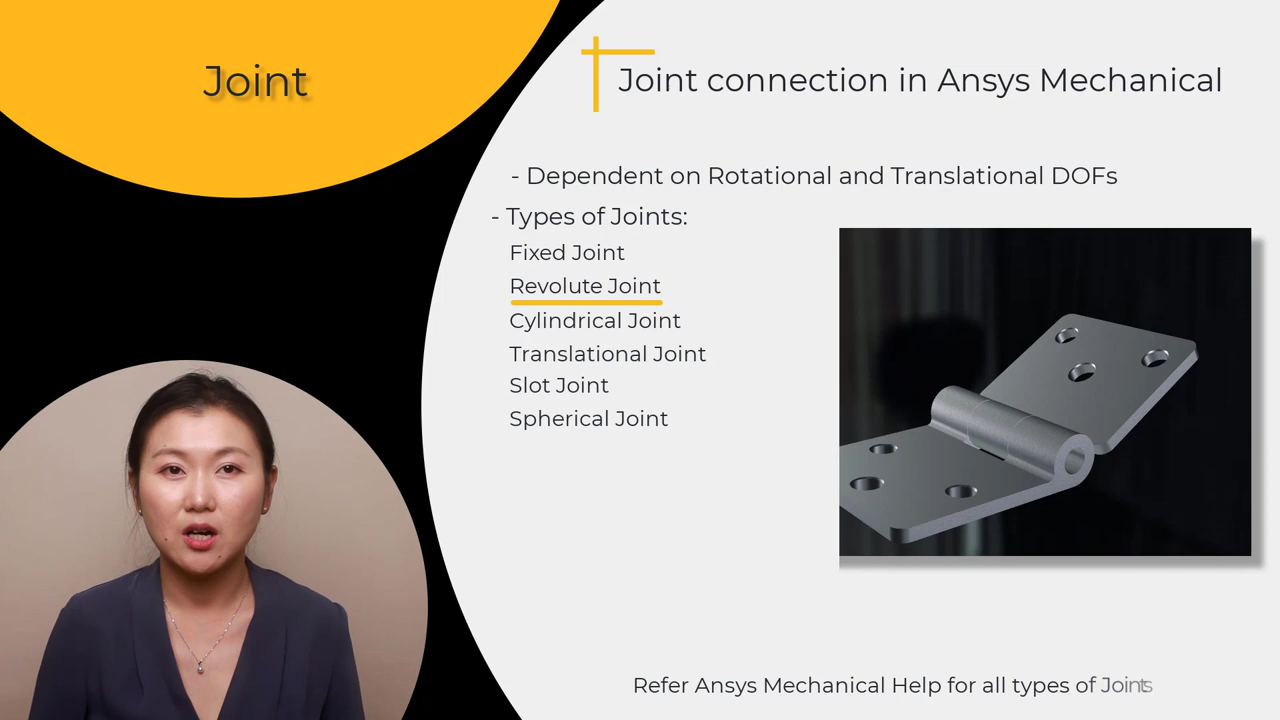 Joint
Joint connection in Ansys Mechanical
- Dependent on Rotational and Translational DOFs
- Types of Joints:
Fixed Joint
Revolute Joint
Cylindrical Joint
Translational Joint
Slot Joint
Spherical Joint
Refer Ansys Mechanical Help for all types of Joints